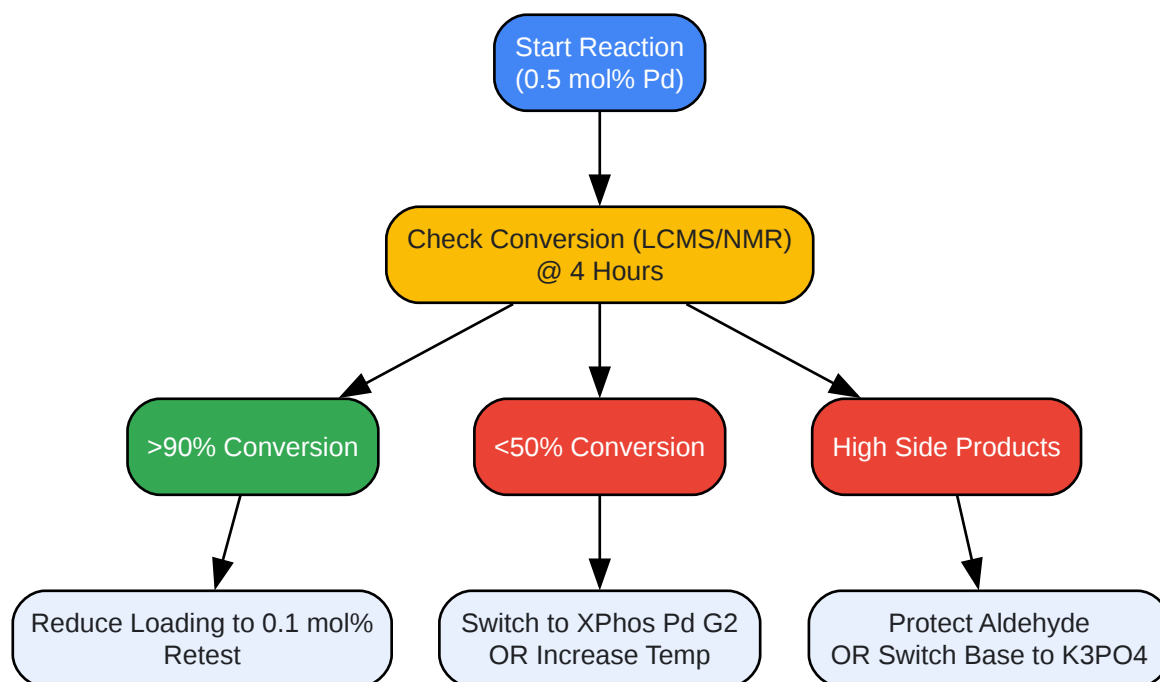 Start Reaction
(0.5 mol% Pd)
Check Conversion (LCMS/NMR)
@ 4 Hours
>90% Conversion
<50% Conversion
High Side Products
Reduce Loading to 0.1 mol%
Retest
Switch to XPhos Pd G2
OR Increase Temp
Protect Aldehyde
OR Switch Base to K3PO4